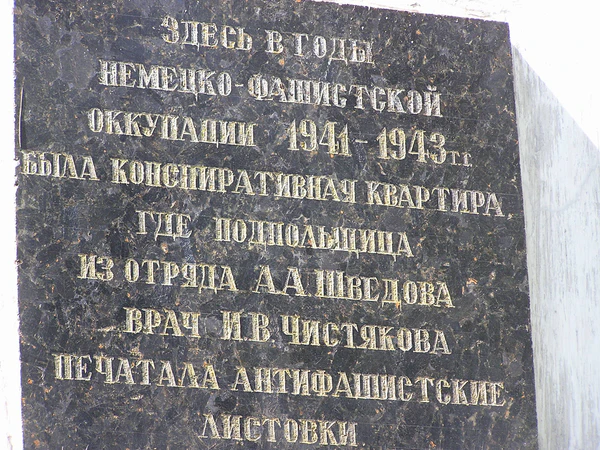 ЗДЕСЬ В ГОДЫ
НЕМЕЦКО-ФАШИСТСКОЙ
ОККУПАЦИИ 1941-1943г.г.
БЫЛА КОНСПИРАТИВНАЯ КВАРТИРА
ГДЕ ПОДПОЛЬЩИЦА
ИЗ ОТРЯДА А.А.ШВЕДОВА
ВРАЧ И.В.ЧИСТЯКОВА
ПЕЧАТАЛА АНТИФАШИСТСКИЕ
ЛИСТОВКИ